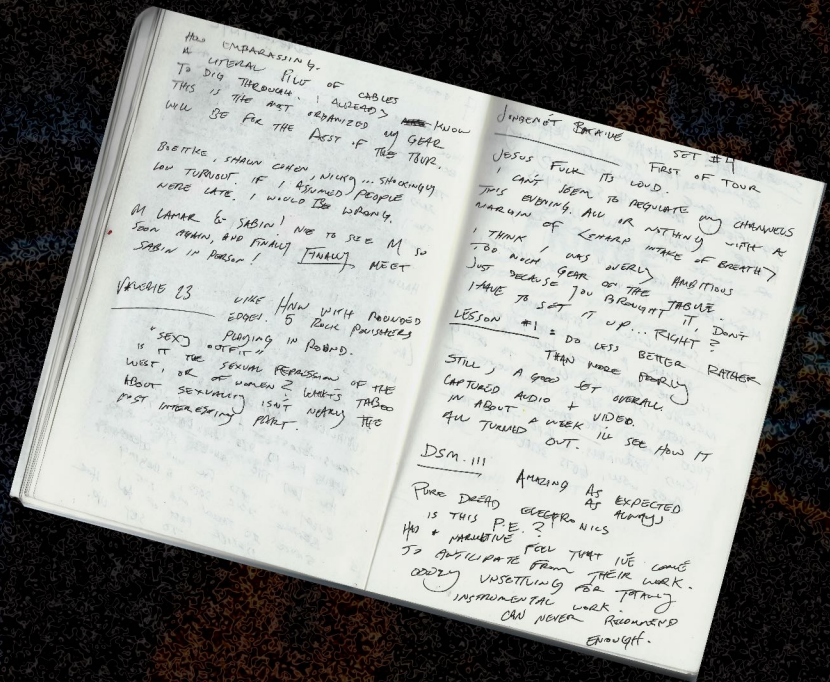 HOW EMBARASSING.
A LITERAL PILE OF CABLES
TO DIG THROUGH. I ALREADY KNOW
THIS IS THE MOST ORGANIZED MY GEAR
WILL BE FOR THE REST OF THE TOUR.
BOETTKE, SHAWN COHEN, NICKY... SHOCKINGLY
LOW TURNOUT. IF I ASSUMED PEOPLE
WERE LATE. I WOULD BE WRONG.
M LAMAR & SABIN! NICE TO SEE M SO
SOON AGAIN, AND FINALLY FINALLY MEET
SABIN IN PERSON!
VALERIE 23
LIKE HNW WITH ROUNDED
EDGES. 5 ROCK POLISHERS
PLAYING IN ROUND.
"SEXY OUTFIT"
IS IT THE SEXUAL REPRESSION OF THE
WEST, OR OF WOMEN? WHAT'S TABOO
ABOUT SEXUALITY ISN'T NEARLY THE
MOST INTERESTING PART.
SET #4
FIRST OF TOUR
JESUS FUCK ITS LOUD.
I CAN'T SEEM TO REGULATE MY CHANNELS
THIS EVENING. ALL OR NOTHING WITH A
MARGIN OF <SHARP INTAKE OF BREATH>
I THINK I WAS OVERLY AMBITIOUS
TOO MUCH GEAR ON THE TABLE.
JUST BECAUSE YOU BROUGHT IT, DON'T
HAVE TO SET IT UP... RIGHT?
LESSON #1: DO LESS BETTER RATHER
THAN MORE POORLY
STILL, A GOOD SET OVERALL
CAPTURED AUDIO + VIDEO.
IN ABOUT A WEEK ILL SEE HOW IT
ALL TURNED OUT.
DSM.III
AMAZING AS EXPECTED
AS ALWAYS
PURE DREAD ELECTRONICS
IS THIS P.E.?
HAD A NARRATIVE FEEL THAT I'VE COME
TO ANTICIPATE FROM THEIR WORK.
ODDLY UNSETTLING FOR TOTALLY
INSTRUMENTAL WORK.
CAN NEVER RECOMMEND
ENOUGH.